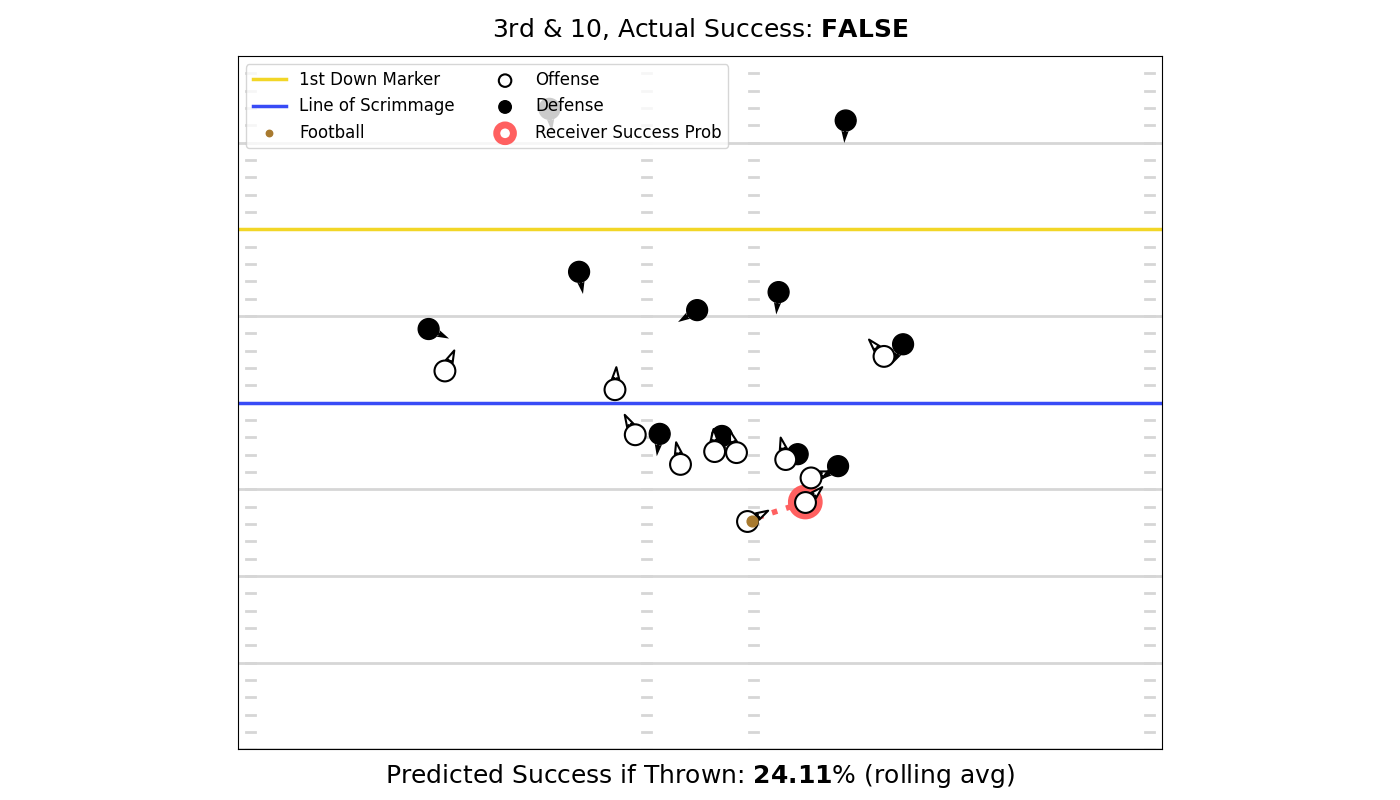 3rd & 10, Actual Success: FALSE
1st Down Marker
Line of Scrimmage
Football
Offense
Defense
Receiver Success Prob
Predicted Success if Thrown: 24.11% (rolling avg)